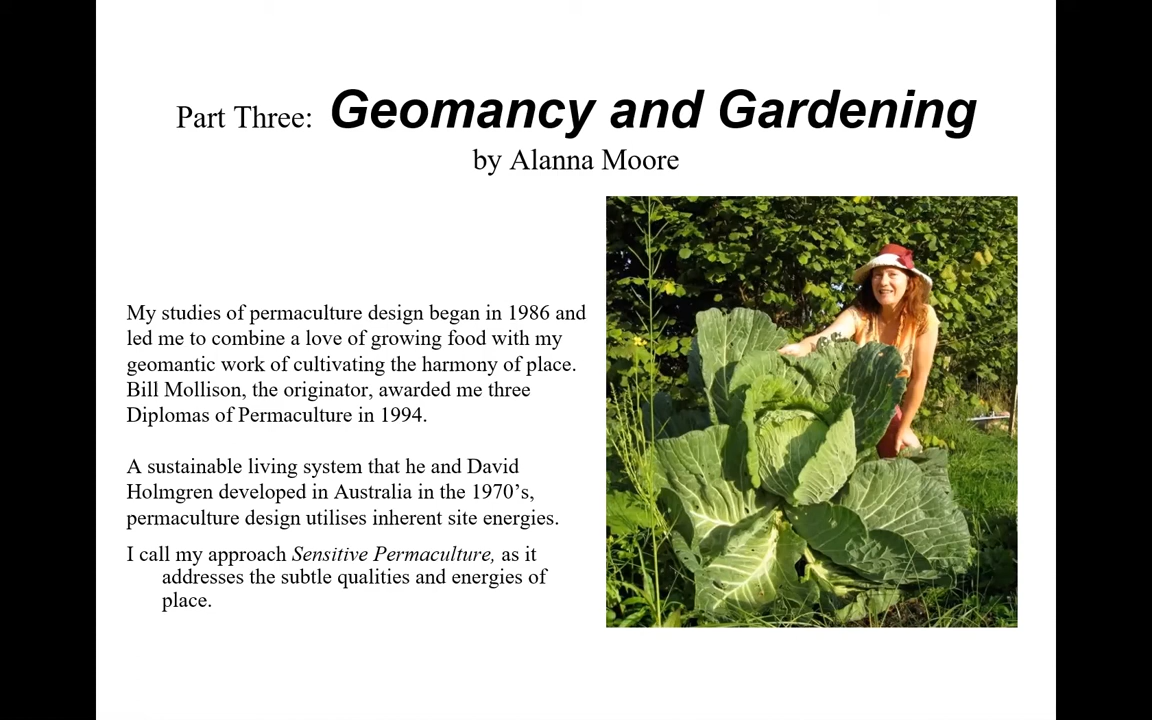 Part Three: Geomancy and Gardening
by Alanna Moore
My studies of permaculture design began in 1986 and
led me to combine a love of growing food with my
geomantic work of cultivating the harmony of place.
Bill Mollison, the originator, awarded me three
Diplomas of Permaculture in 1994.
A sustainable living system that he and David
Holmgren developed in Australia in the 1970’s,
permaculture design utilises inherent site energies.
I call my approach Sensitive Permaculture, as it
addresses the subtle qualities and energies of
place.